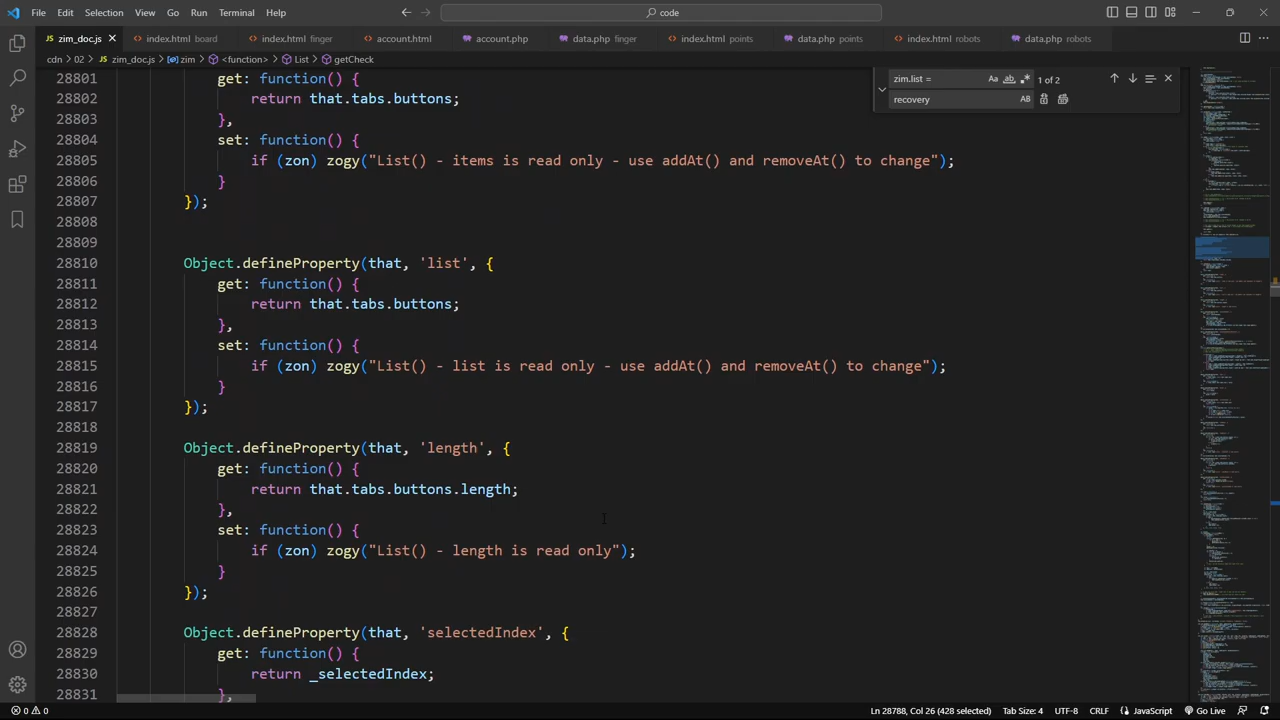 File Edit Selection View Go Run Terminal Help
code
zim_doc.js index.html board index.html finger account.html account.php data.php finger index.html points data.php points index.html robots data.php robots
cdn > 02 > zim_doc.js > zim > <function> > List > getCheck
zim.list = Aa ab 1 of 2
recovery AB
28801 get: function() {
28802 return that.tabs.buttons;
28803 },
28804 set: function() {
28805 if (zon) zogy("List() - items is read only - use addAt() and removeAt() to change");
28806 }
28807 });
28808
28809
28810 Object.defineProperty(that, 'list', {
28811 get: function() {
28812 return that.tabs.buttons;
28813 },
28814 set: function() {
28815 if (zon) zogy("List() - list is read only - use addAt() and removeAt() to change");
28816 }
28817 });
28818
28819 Object.defineProperty(that, 'length', {
28820 get: function() {
28821 return that.tabs.buttons.length;
28822 },
28823 set: function() {
28824 if (zon) zogy("List() - length is read only");
28825 }
28826 });
28827
28828 Object.defineProperty(that, 'selectedIndex', {
28829 get: function() {
28830 return _selectedIndex;
28831 },
0 0 Ln 28788, Col 26 (428 selected) Tab Size: 4 UTF-8 CRLF JavaScript Go Live